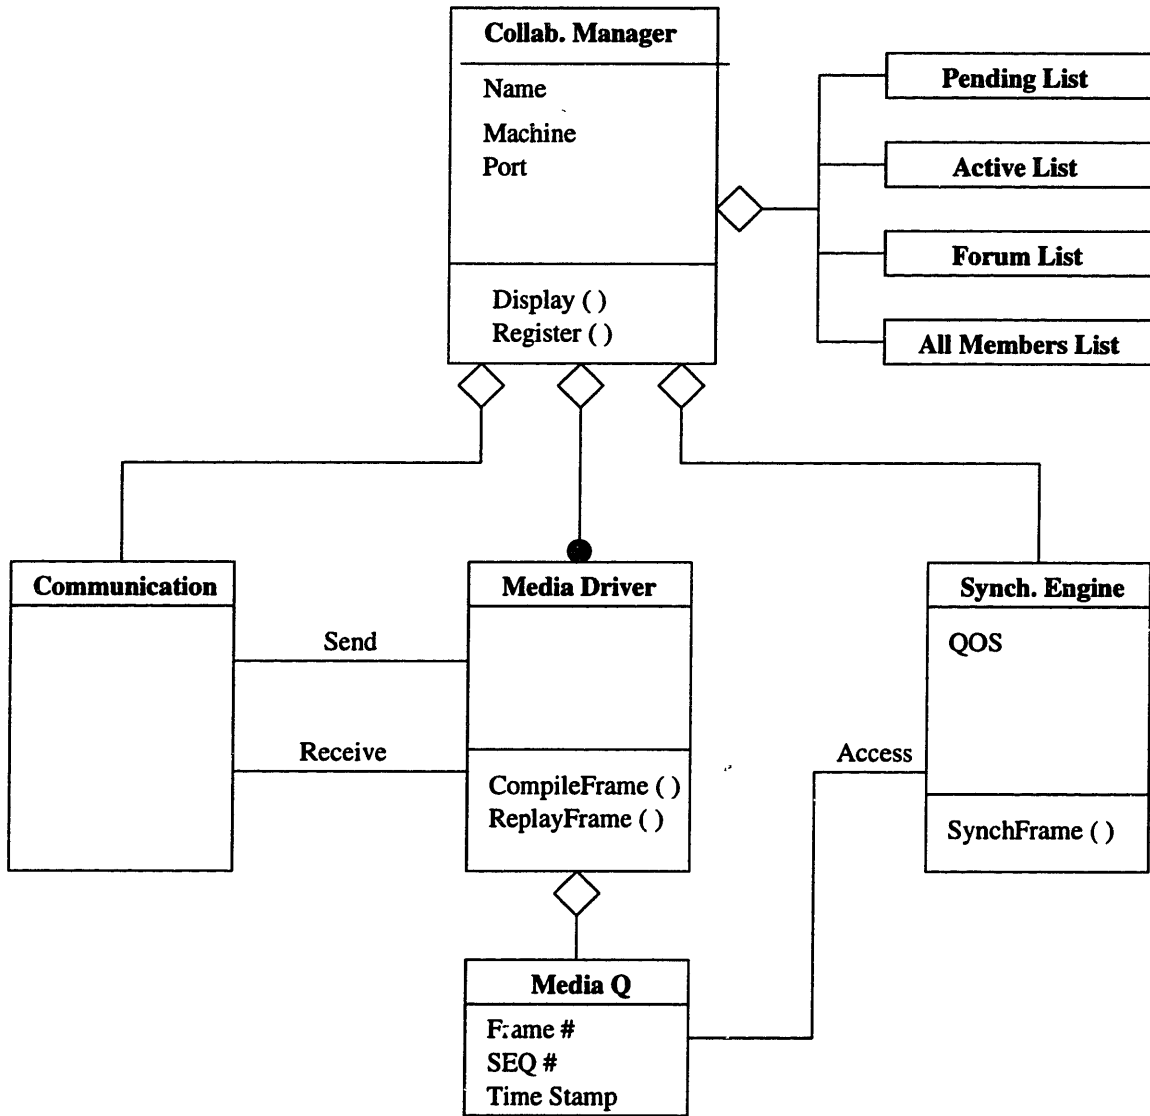 Collab. Manager
Name
Machine
Port
Display ( )
Register ( )
Pending List
Active List
Forum List
All Members List
Communication
Media Driver
CompileFrame ( )
ReplayFrame ( )
Synch. Engine
QOS
SynchFrame ( )
Send
Receive
Access
Media Q
Frame #
SEQ #
Time Stamp